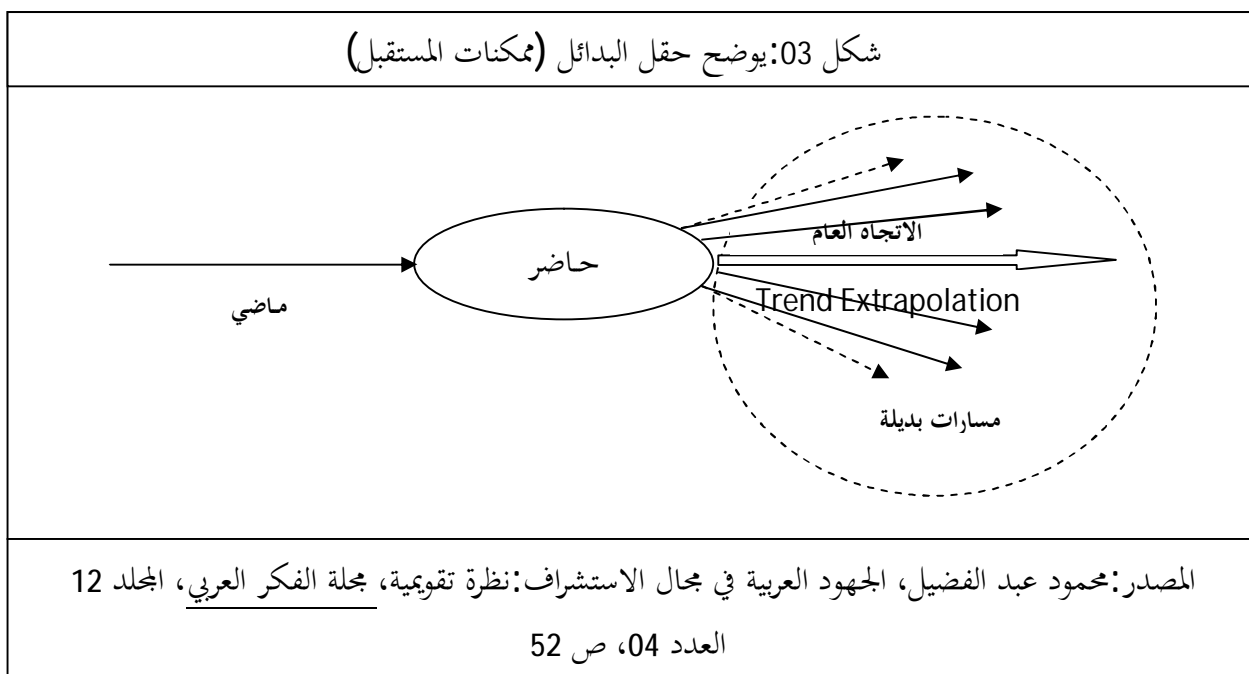 شكل 03:يوضح حقل البدائل (ممكنات المستقبل)
الاتجاه العام
حاضر
ماضي
Trend Extrapolation
مسارات بديلة
المصدر:محمود عبد الفضيل، الجهود العربية في مجال الاستشراف:نظرة تقويمية، مجلة الفكر العربي، المجلد 12
العدد 04، ص 52